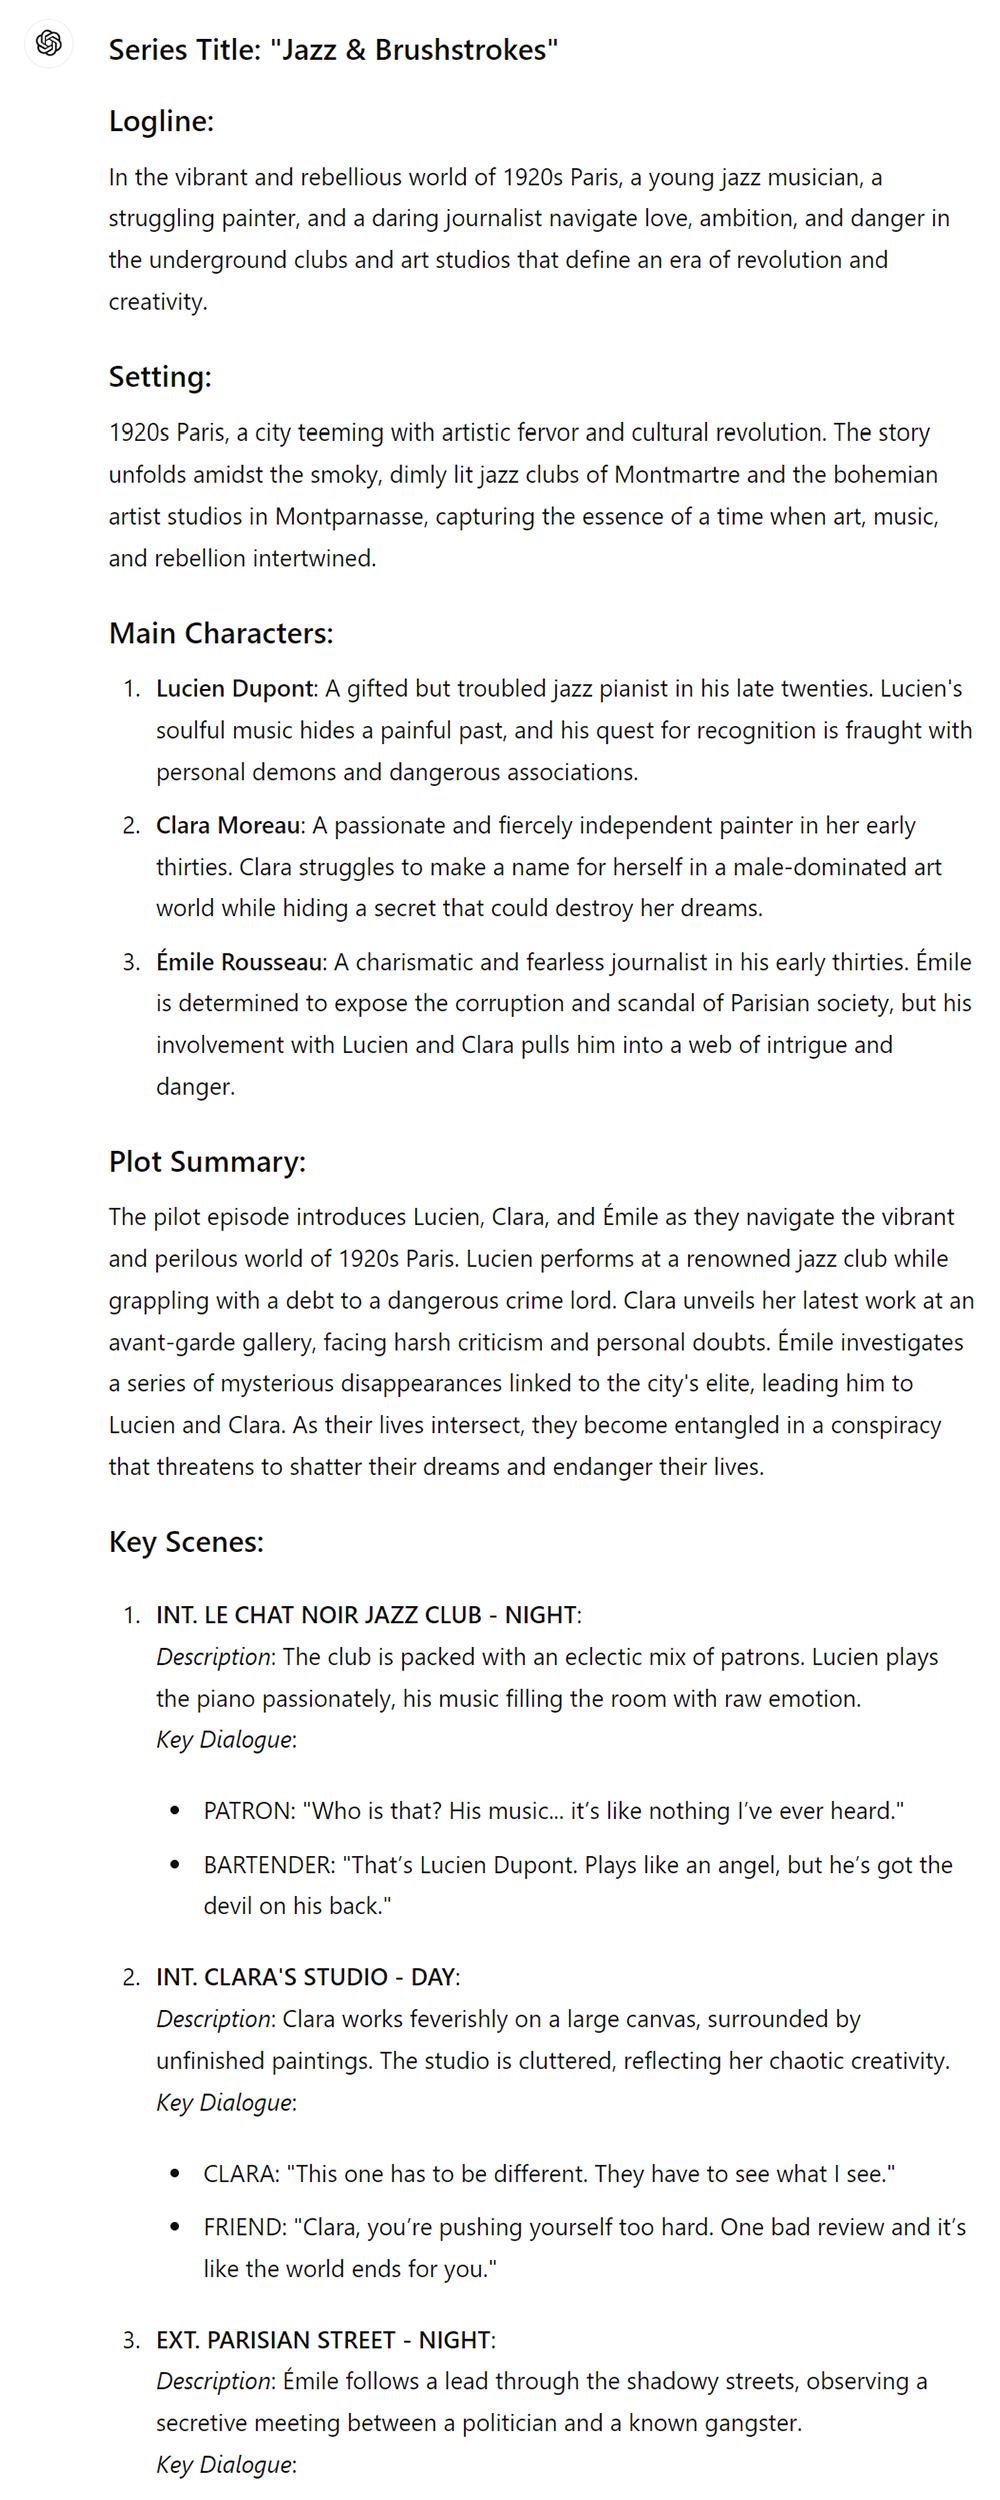 Series Title: "Jazz & Brushstrokes"
Logline:
In the vibrant and rebellious world of 1920s Paris, a young jazz musician, a
struggling painter, and a daring journalist navigate love, ambition, and danger in
the underground clubs and art studios that define an era of revolution and
creativity.
Setting:
1920s Paris, a city teeming with artistic fervor and cultural revolution. The story
unfolds amidst the smoky, dimly lit jazz clubs of Montmartre and the bohemian
artist studios in Montparnasse, capturing the essence of a time when art, music,
and rebellion intertwined.
Main Characters:
1. Lucien Dupont: A gifted but troubled jazz pianist in his late twenties. Lucien's
soulful music hides a painful past, and his quest for recognition is fraught with
personal demons and dangerous associations.
2. Clara Moreau: A passionate and fiercely independent painter in her early
thirties. Clara struggles to make a name for herself in a male-dominated art
world while hiding a secret that could destroy her dreams.
3. Émile Rousseau: A charismatic and fearless journalist in his early thirties. Émile
is determined to expose the corruption and scandal of Parisian society, but his
involvement with Lucien and Clara pulls him into a web of intrigue and
danger.
Plot Summary:
The pilot episode introduces Lucien, Clara, and Émile as they navigate the vibrant
and perilous world of 1920s Paris. Lucien performs at a renowned jazz club while
grappling with a debt to a dangerous crime lord. Clara unveils her latest work at an
avant-garde gallery, facing harsh criticism and personal doubts. Émile investigates
a series of mysterious disappearances linked to the city's elite, leading him to
Lucien and Clara. As their lives intersect, they become entangled in a conspiracy
that threatens to shatter their dreams and endanger their lives.
Key Scenes:
1. INT. LE CHAT NOIR JAZZ CLUB - NIGHT:
Description: The club is packed with an eclectic mix of patrons. Lucien plays
the piano passionately, his music filling the room with raw emotion.
Key Dialogue:
• PATRON: "Who is that? His music... it’s like nothing I’ve ever heard."
• BARTENDER: "That’s Lucien Dupont. Plays like an angel, but he’s got the
devil on his back."
2. INT. CLARA'S STUDIO - DAY:
Description: Clara works feverishly on a large canvas, surrounded by
unfinished paintings. The studio is cluttered, reflecting her chaotic creativity.
Key Dialogue:
• CLARA: "This one has to be different. They have to see what I see."
• FRIEND: "Clara, you’re pushing yourself too hard. One bad review and it’s
like the world ends for you."
3. EXT. PARISIAN STREET - NIGHT:
Description: Émile follows a lead through the shadowy streets, observing a
secretive meeting between a politician and a known gangster.
Key Dialogue: